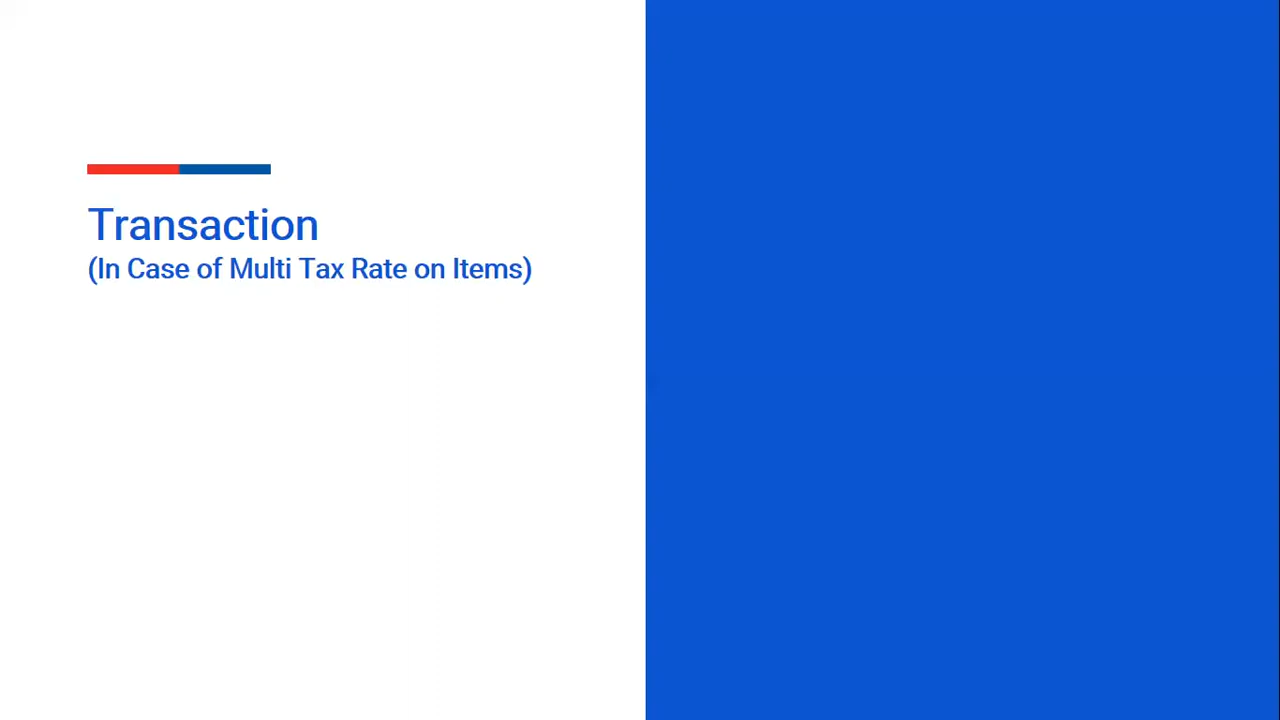 Transaction
(In Case of Multi Tax Rate on Items)